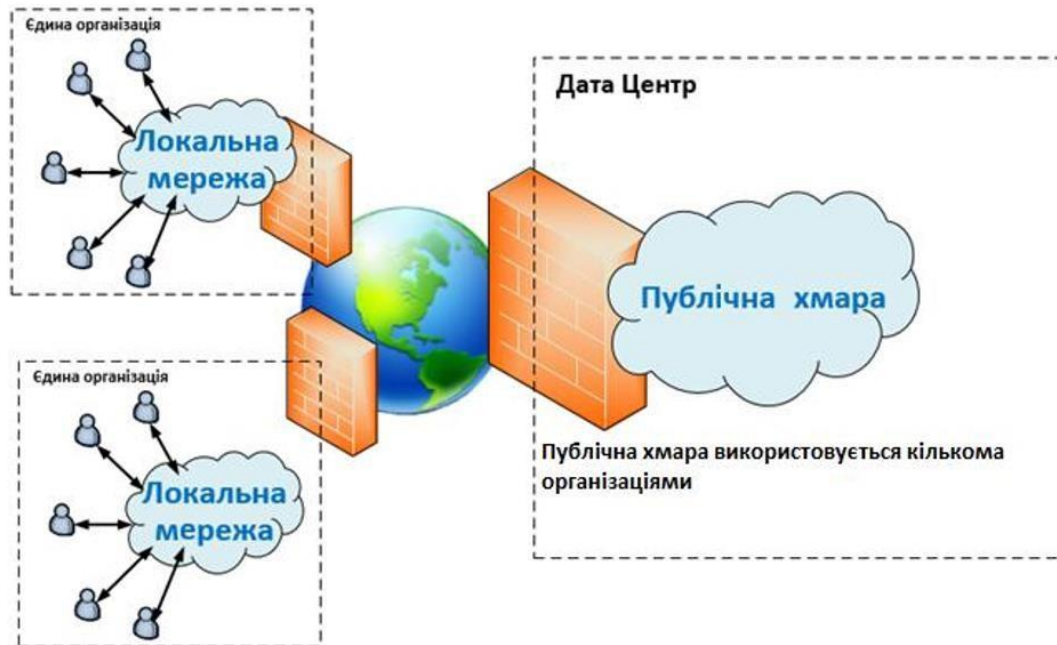 Єдина організація
Локальна
мережа
Дата Центр
Публічна хмара
Публічна хмара використовується кількома
організаціями
Єдина організація
Локальна
мережа